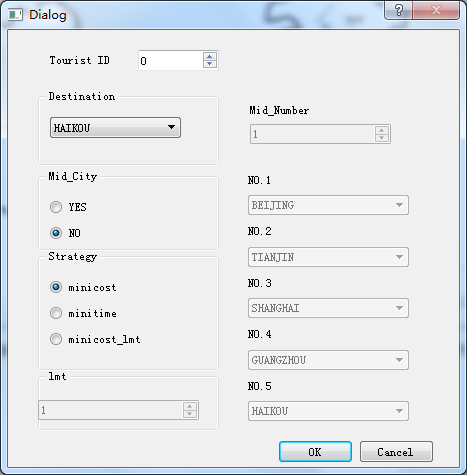 Dialog
Tourist ID
0
Destination
HAIKOU
Mid_City
YES
NO
Strategy
minicost
minitime
minicost_lmt
lmt
1
Mid_Number
1
NO.1
BEIJING
NO.2
TIANJIN
NO.3
SHANGHAI
NO.4
GUANGZHOU
NO.5
HAIKOU
OK
Cancel